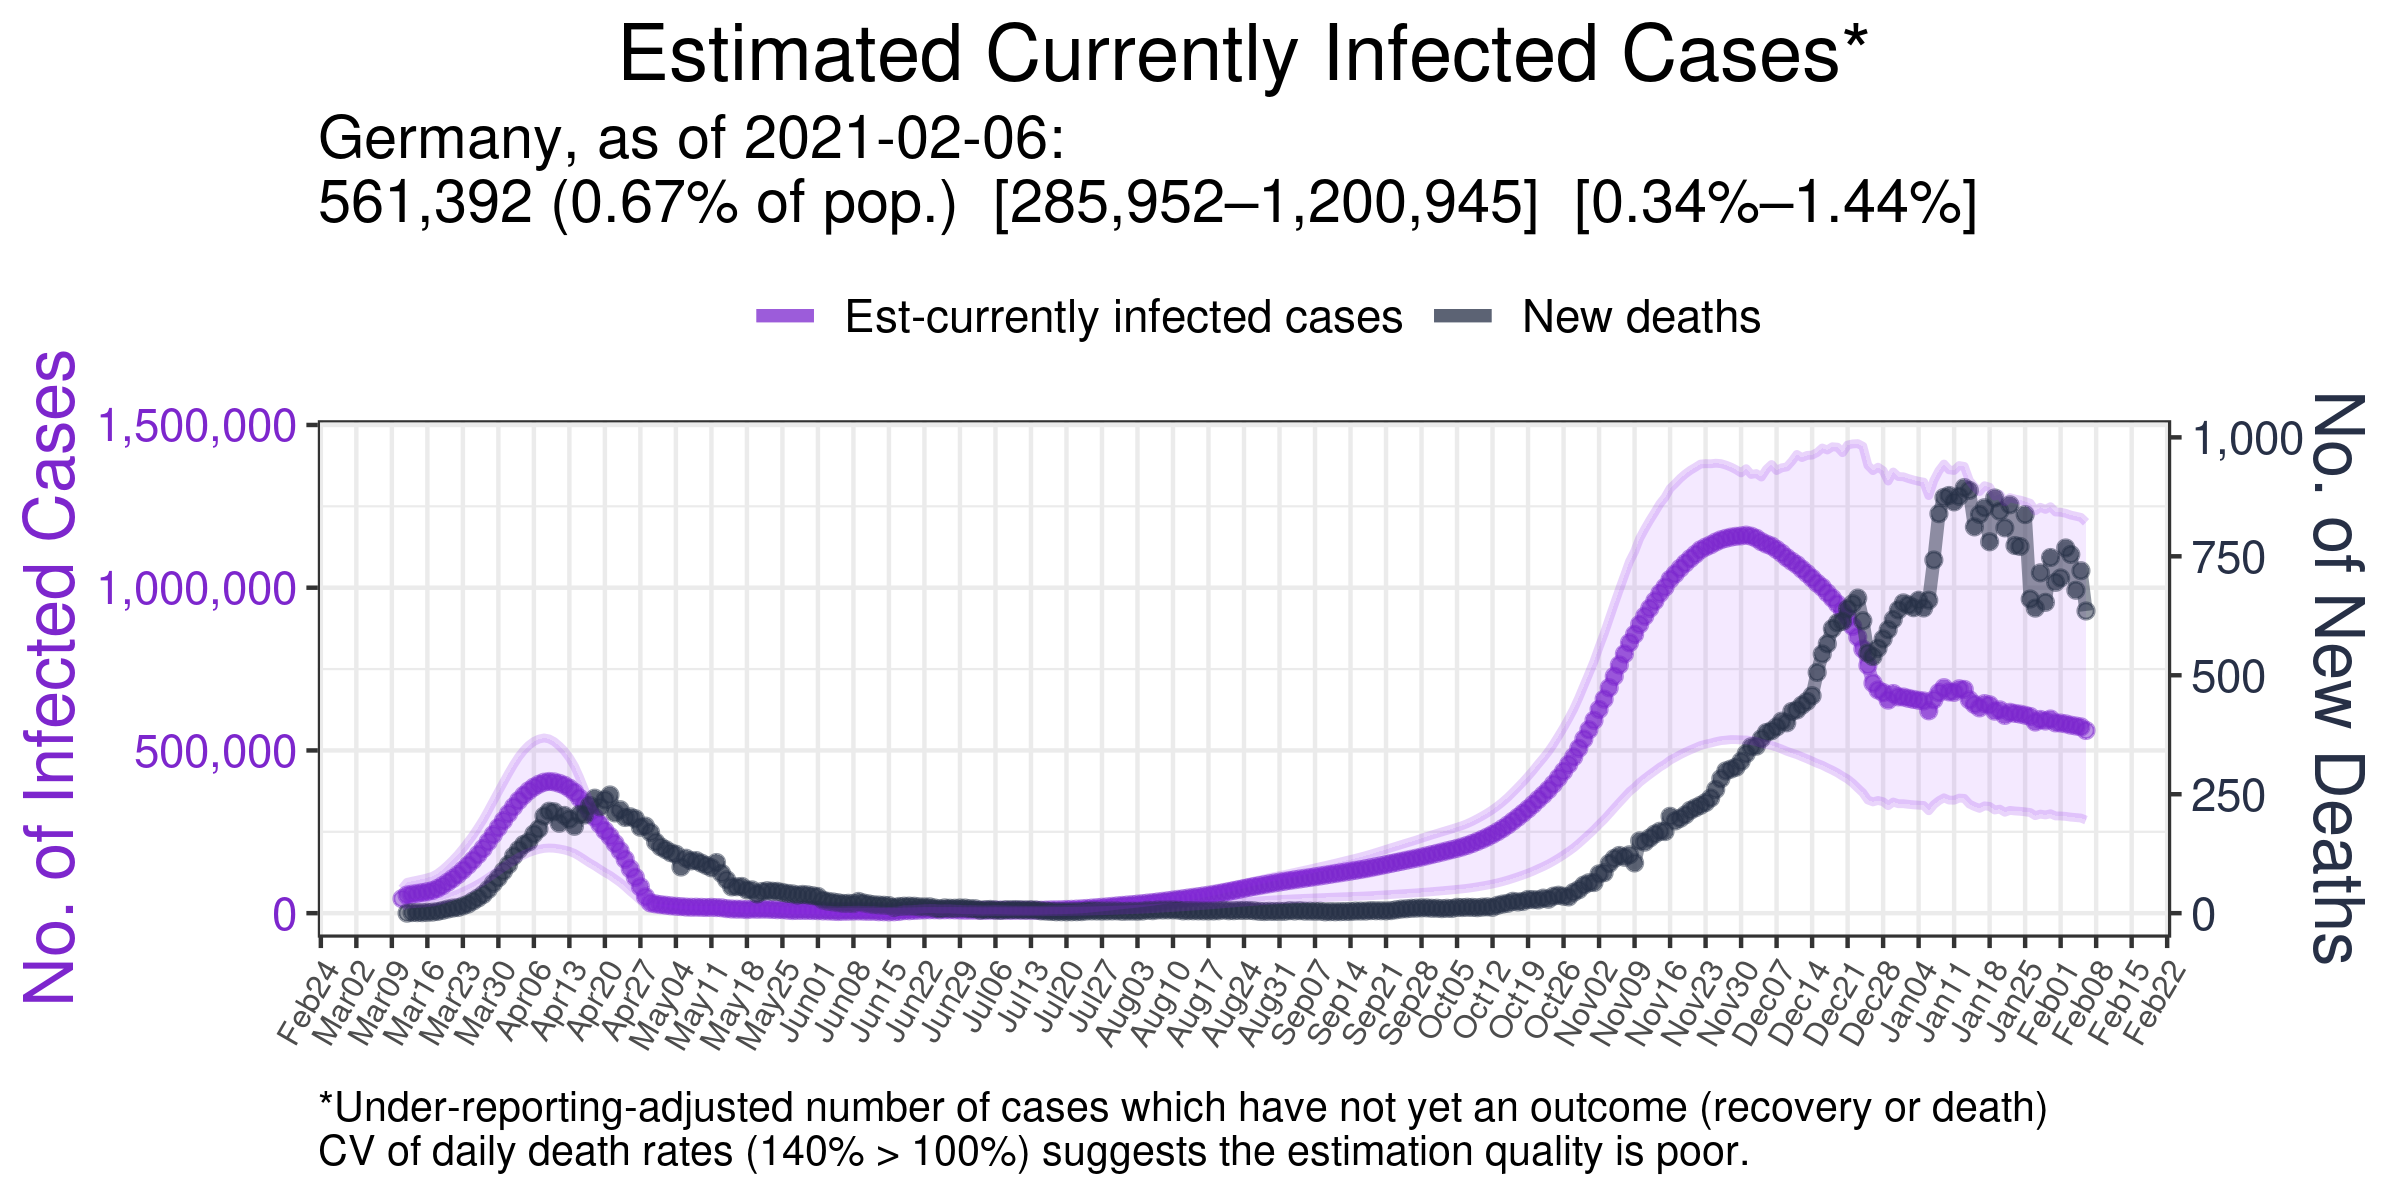 Estimated Currently Infected Cases*
Germany, as of 2021-02-06:
561,392 (0.67% of pop.) [285,952–1,200,945] [0.34%–1.44%]
Est-currently infected cases New deaths
No. of Infected Cases
1,500,000
1,000,000
500,000
0
1,000
750
500
250
0
No. of New Deaths
Feb24 Mar02 Mar09 Mar16 Mar23 Mar30 Apr06 Apr13 Apr20 Apr27 May04 May11 May18 May25 Jun01 Jun08 Jun15 Jun22 Jun29 Jul06 Jul13 Jul20 Jul27 Aug03 Aug10 Aug17 Aug24 Aug31 Sep07 Sep14 Sep21 Sep28 Oct05 Oct12 Oct19 Oct26 Nov02 Nov09 Nov16 Nov23 Nov30 Dec07 Dec14 Dec21 Dec28 Jan04 Jan11 Jan18 Jan25 Feb01 Feb08 Feb15 Feb22
*Under-reporting-adjusted number of cases which have not yet an outcome (recovery or death)
CV of daily death rates (140% > 100%) suggests the estimation quality is poor.